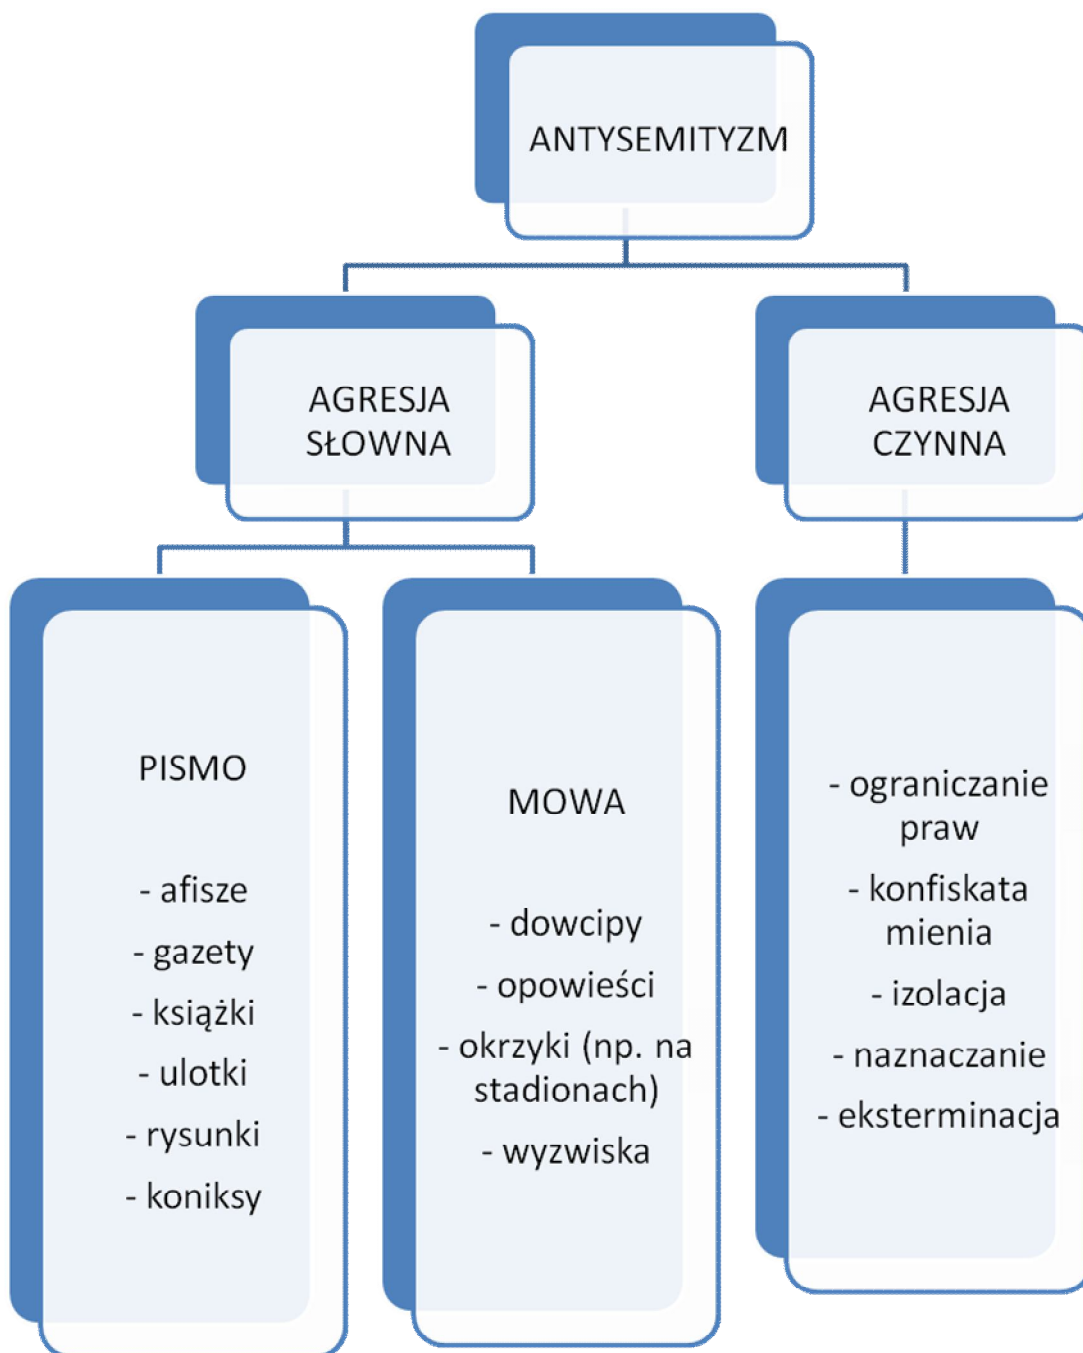 ANTYSEMITYZM
AGRESJA
SŁOWNA
AGRESJA
CZYNNA
PISMO
- afisze
- gazety
- książki
- ulotki
- rysunki
- koniksy
MOWA
- dowcipy
- opowieści
- okrzyki (np. na
stadionach)
- wyzwiska
- ograniczanie
praw
- konfiskata
mienia
- izolacja
- naznaczanie
- eksterminacja